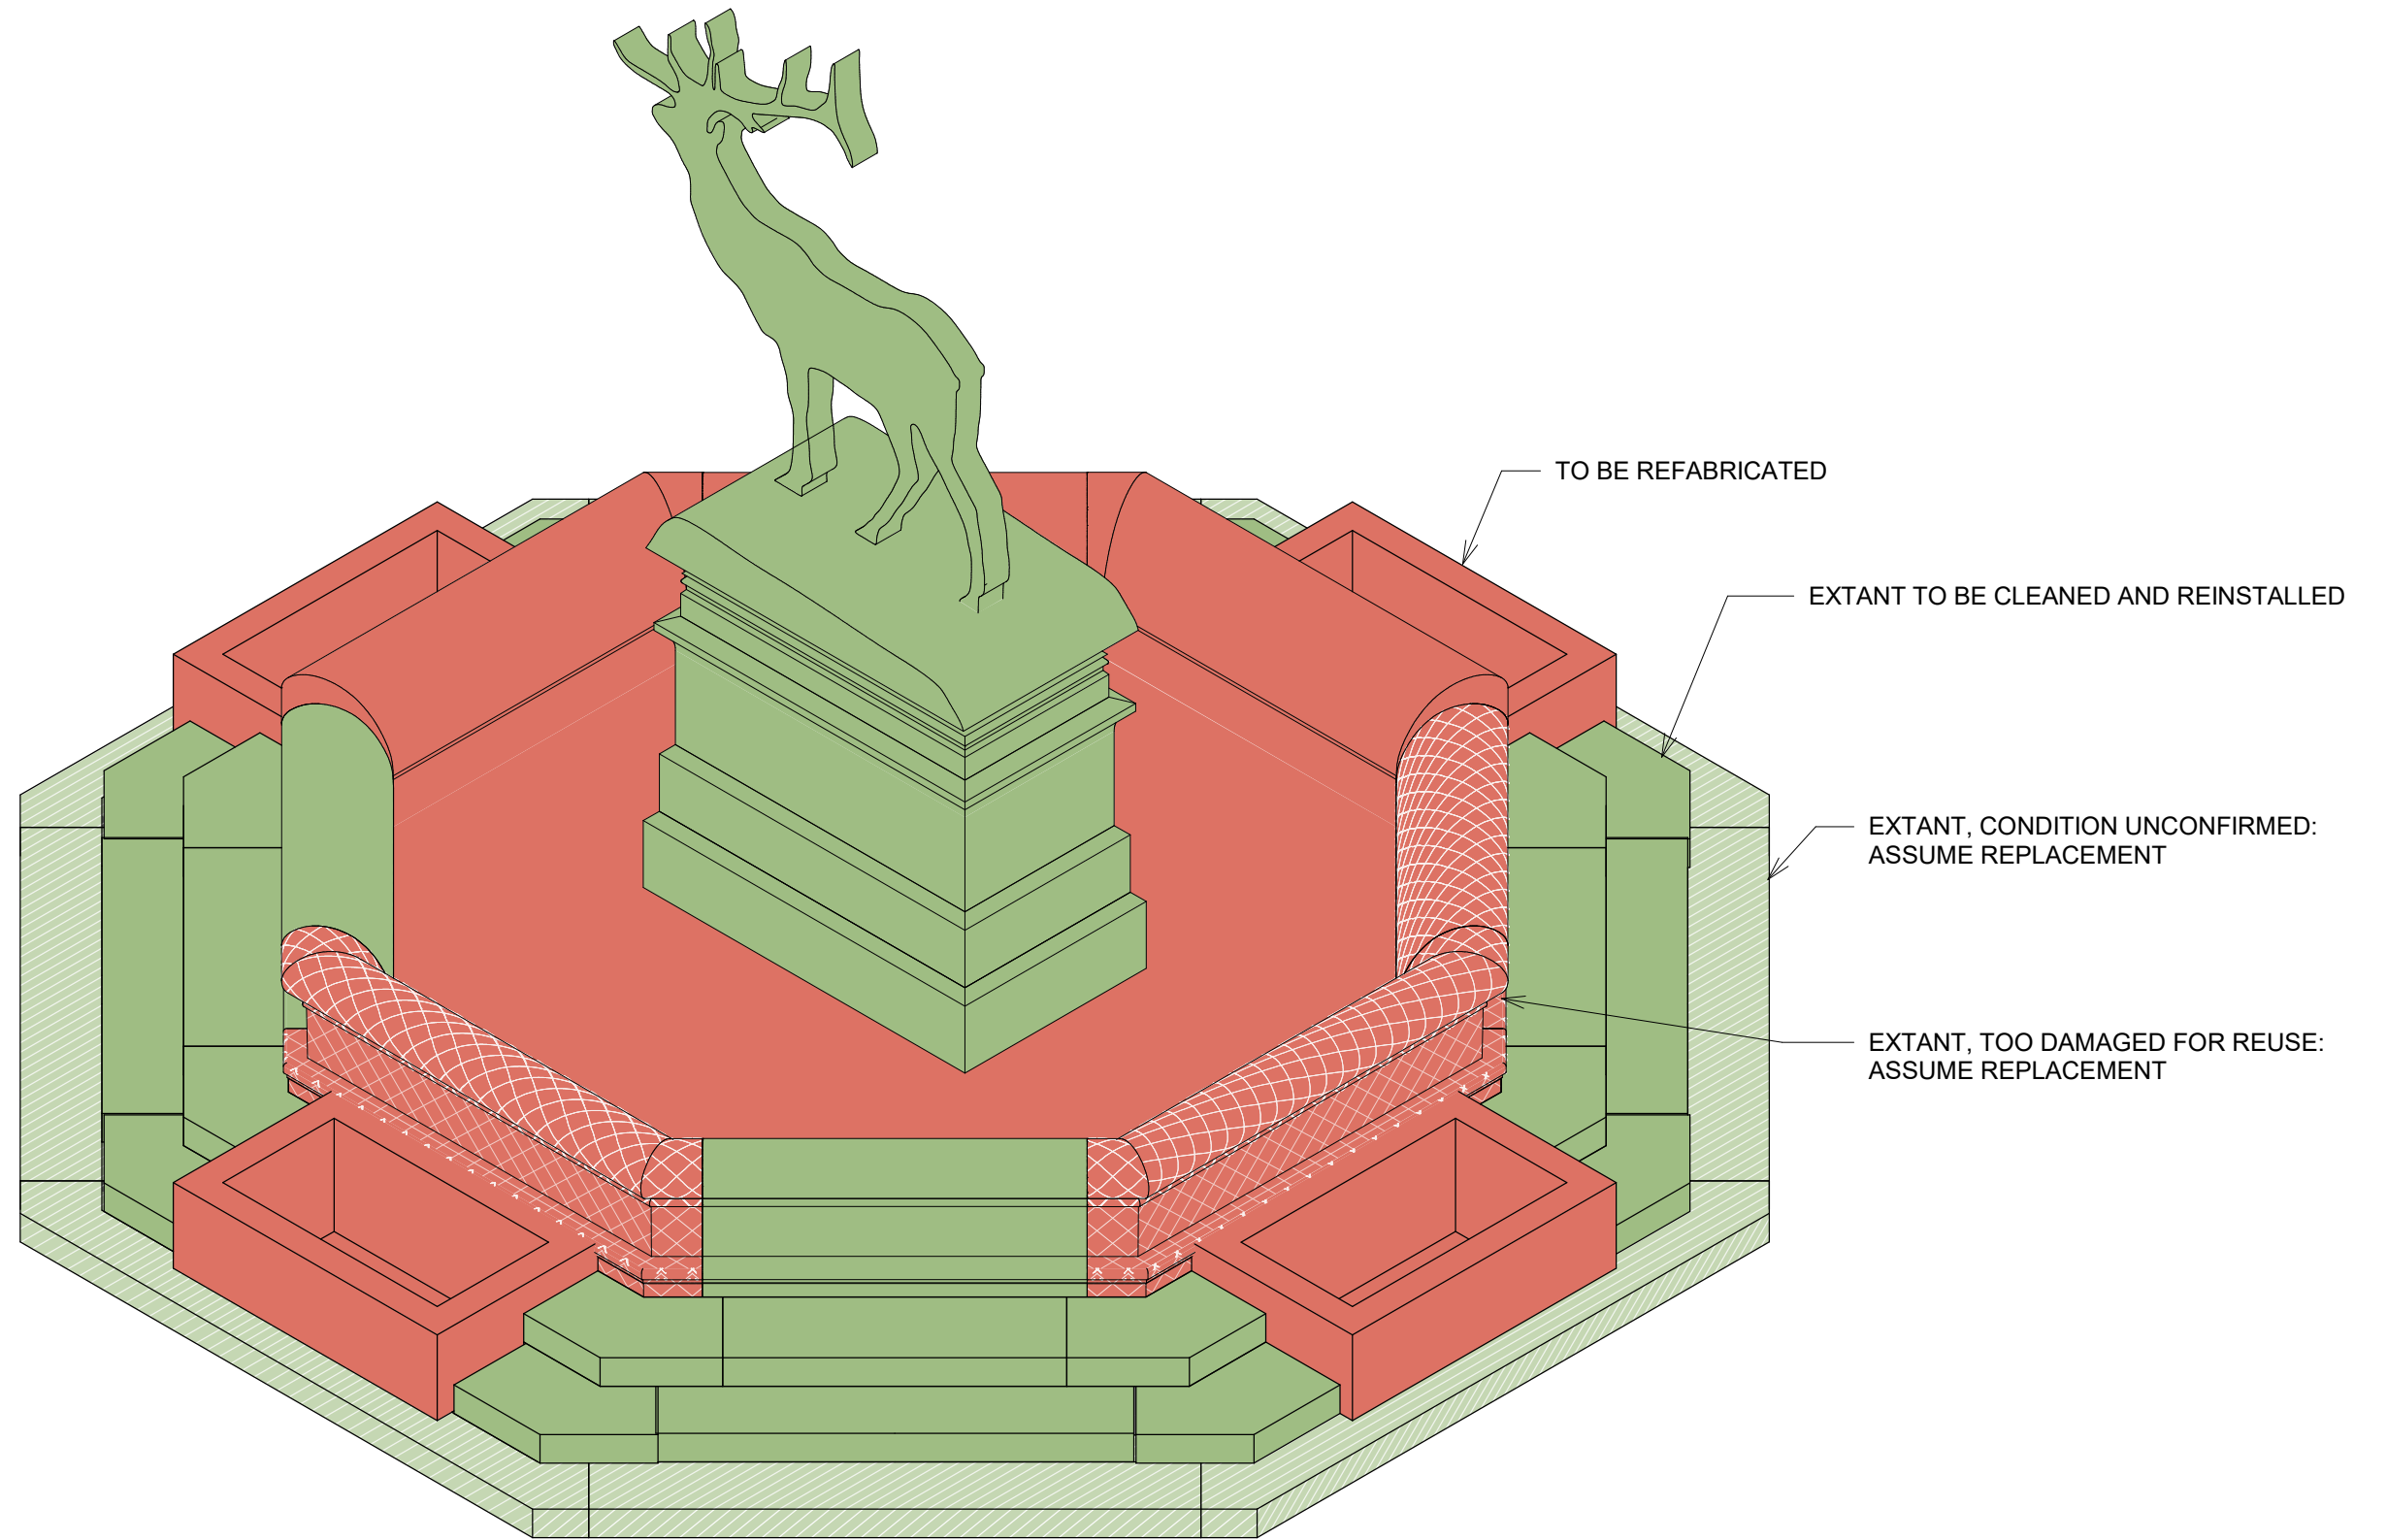 TO BE REFABRICATED
EXTANT TO BE CLEANED AND REINSTALLED
EXTANT, CONDITION UNCONFIRMED:
ASSUME REPLACEMENT
EXTANT, TOO DAMAGED FOR REUSE:
ASSUME REPLACEMENT